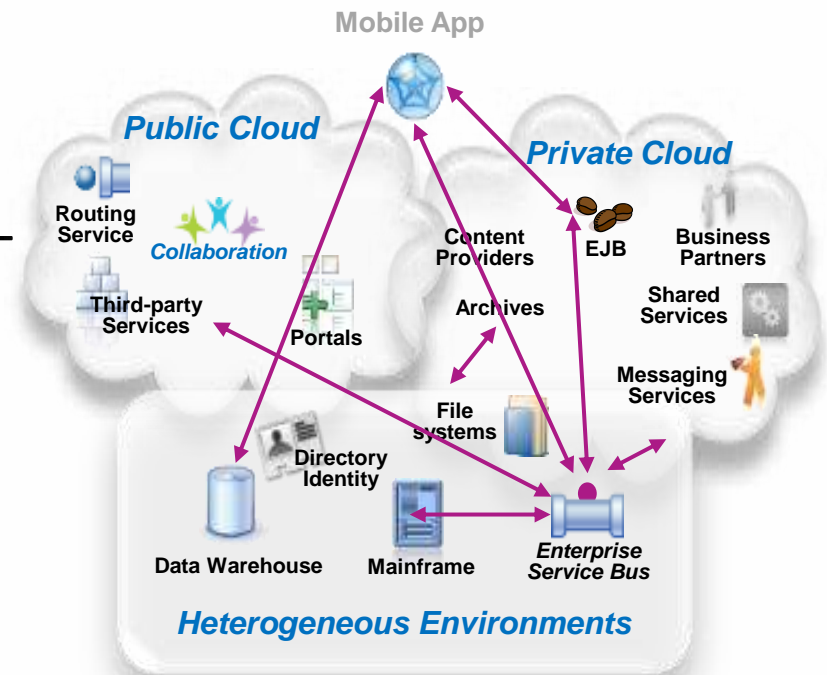 Mobile App
Public Cloud
Private Cloud
Routing
Service
Collaboration
Content
Providers
EJB
Business
Partners
Third-party
Services
Portals
Archives
Shared
Services
Messaging
Services
File
systems
Directory
Identity
Data Warehouse
Mainframe
Enterprise
Service Bus
Heterogeneous Environments